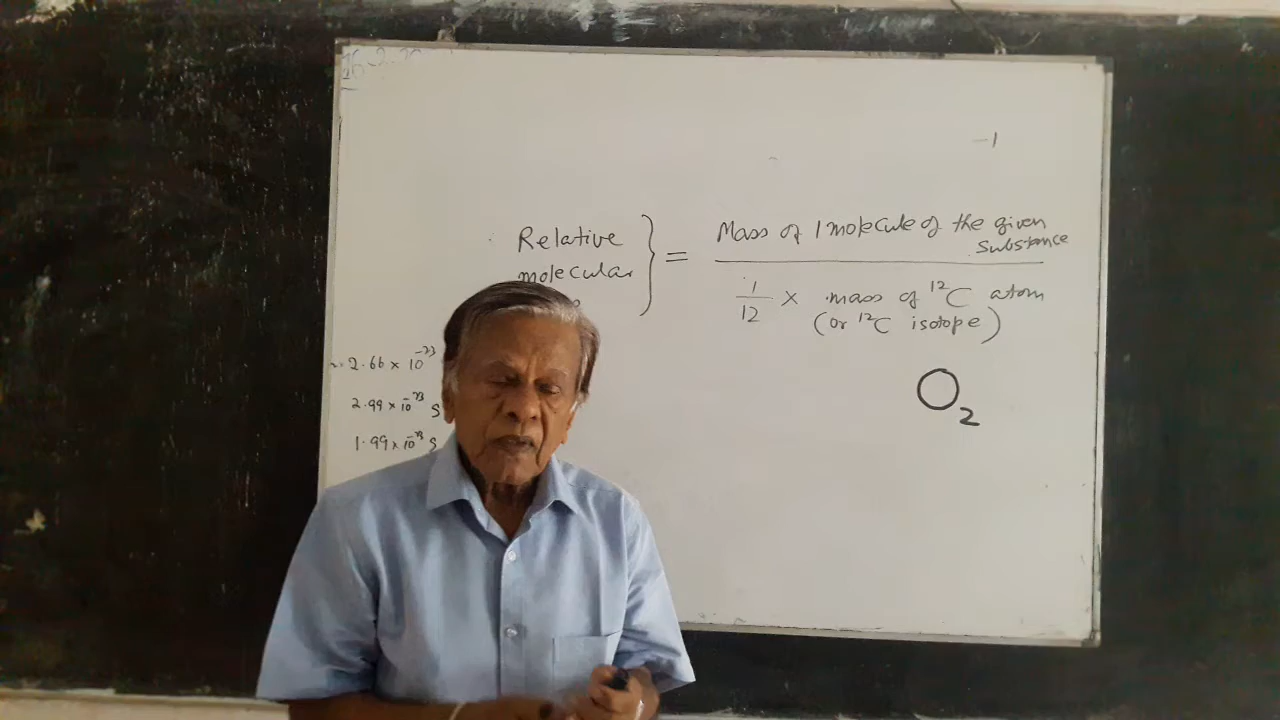 -1
Relative
molecular
} =
Mass of 1 molecule of the given
Substance
1/12 × mass of ¹²C atom
(or ¹²C isotope)
2.66 × 10⁻²³
2.99 × 10⁻²³ g
1.99 × 10⁻²³ g
O₂